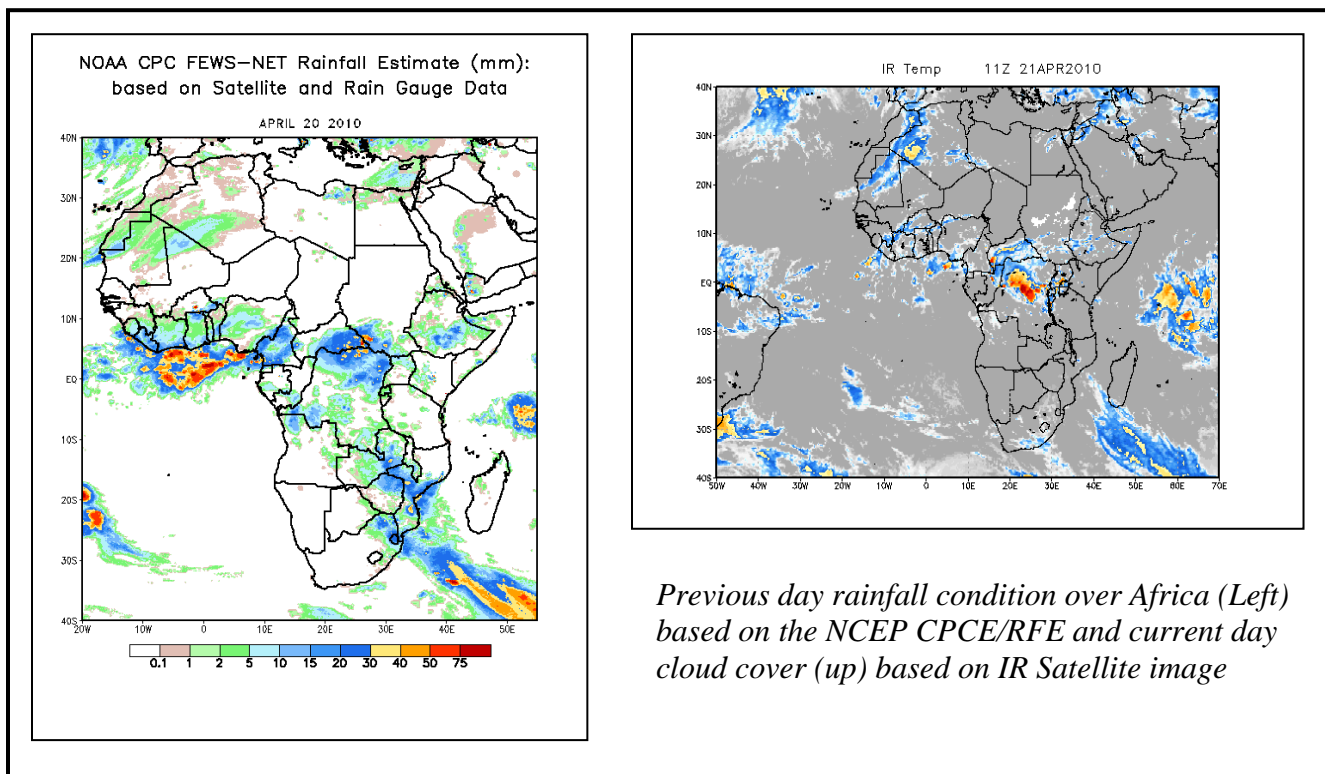 NOAA CPC FEWS-NET Rainfall Estimate (mm):
based on Satellite and Rain Gauge Data
APRIL 20 2010
40N
30N
20N
10N
EQ
10S
20S
30S
40S
20W 10W 0 10E 20E 30E 40E 50E
0.1 1 2 5 10 15 20 30 40 50 75
IR Temp 11Z 21APR2010
40N
30N
20N
10N
EQ
10S
20S
30S
40S
50W 40W 30W 20W 10W 0 10E 20E 30E 40E 50E 60E 70E
Previous day rainfall condition over Africa (Left)
based on the NCEP CPCE/RFE and current day
cloud cover (up) based on IR Satellite image